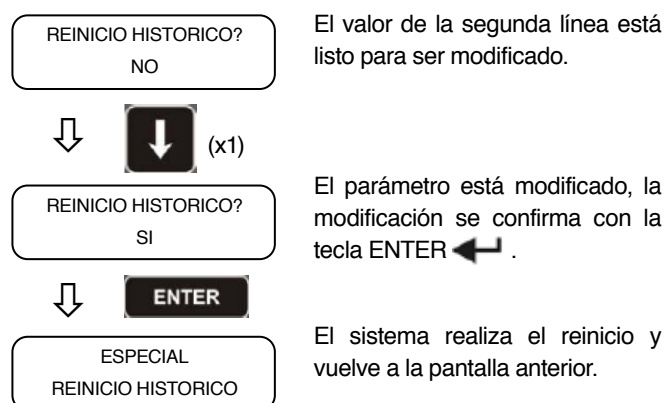 REINICIO HISTORICO?
NO
El valor de la segunda línea está
listo para ser modificado.
(x1)
REINICIO HISTORICO?
SI
El parámetro está modificado, la
modificación se confirma con la
tecla ENTER .
ENTER
ESPECIAL
REINICIO HISTORICO
El sistema realiza el reinicio y
vuelve a la pantalla anterior.